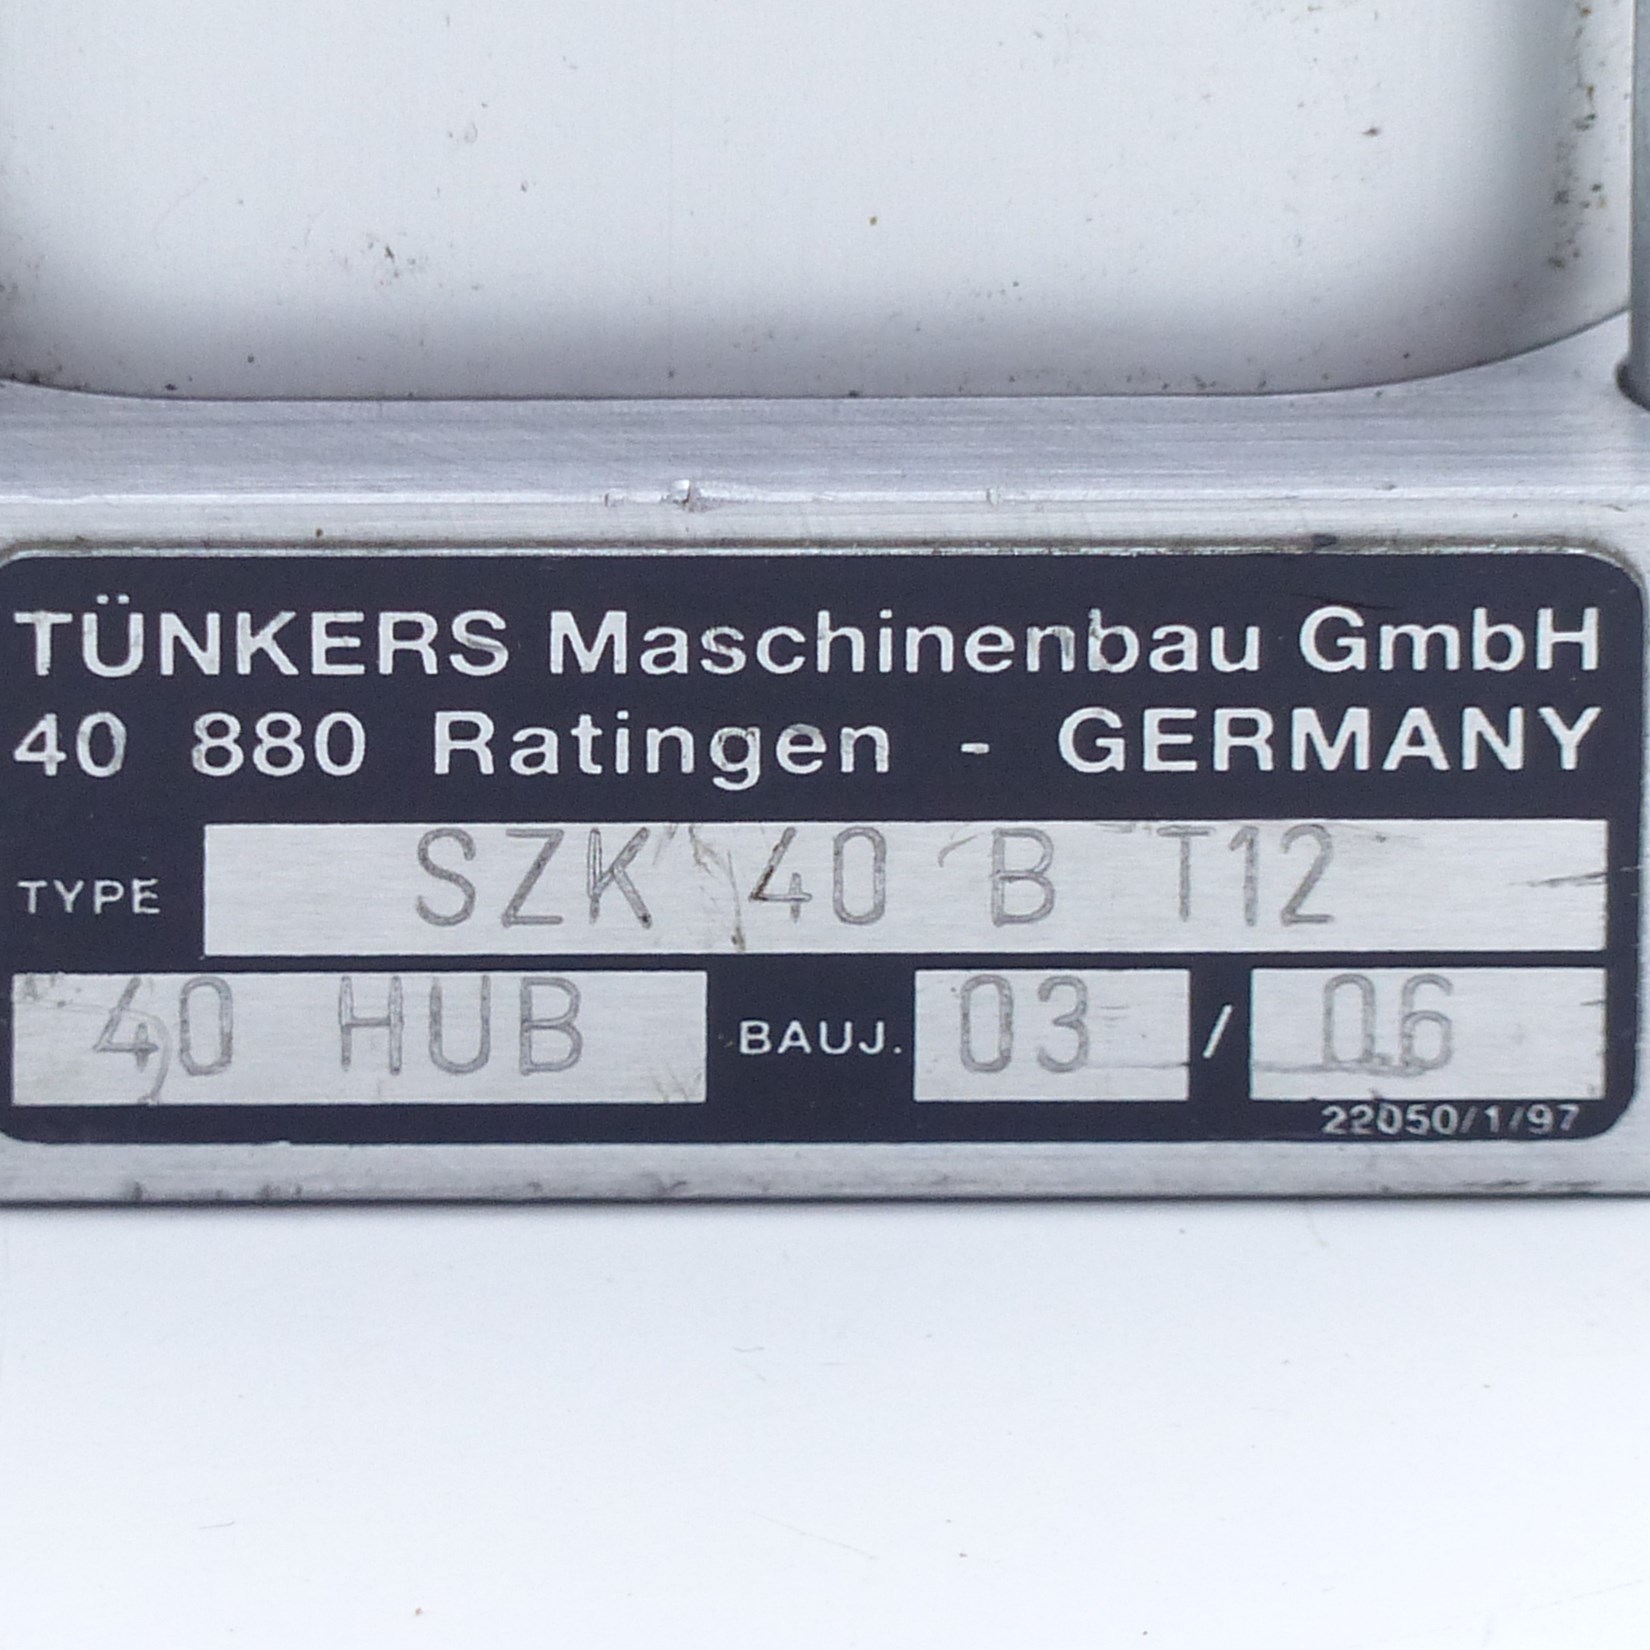 TÜNKERS Maschinenbau GmbH
40 880 Ratingen - GERMANY
TYPE SZK 40 B T12
40 HUB BAUJ. 03 / 06
22050/1/97